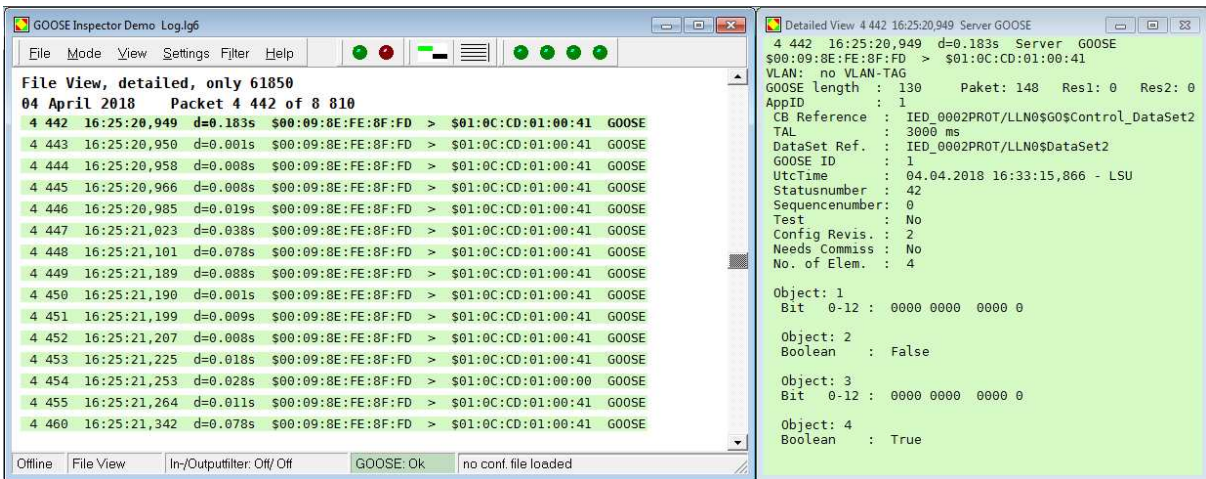 GOOSE Inspector Demo Log.lg6
File Mode View Settings Filter Help
File View, detailed, only 61850
04 April 2018 Packet 4 442 of 8 810
4 442 16:25:20,949 d=0.183s $00:09:8E:FE:8F:FD > $01:0C:CD:01:00:41 GOOSE
4 443 16:25:20,950 d=0.001s $00:09:8E:FE:8F:FD > $01:0C:CD:01:00:41 GOOSE
4 444 16:25:20,958 d=0.008s $00:09:8E:FE:8F:FD > $01:0C:CD:01:00:41 GOOSE
4 445 16:25:20,966 d=0.008s $00:09:8E:FE:8F:FD > $01:0C:CD:01:00:41 GOOSE
4 446 16:25:20,985 d=0.019s $00:09:8E:FE:8F:FD > $01:0C:CD:01:00:41 GOOSE
4 447 16:25:21,023 d=0.038s $00:09:8E:FE:8F:FD > $01:0C:CD:01:00:41 GOOSE
4 448 16:25:21,101 d=0.078s $00:09:8E:FE:8F:FD > $01:0C:CD:01:00:41 GOOSE
4 449 16:25:21,189 d=0.088s $00:09:8E:FE:8F:FD > $01:0C:CD:01:00:41 GOOSE
4 450 16:25:21,190 d=0.001s $00:09:8E:FE:8F:FD > $01:0C:CD:01:00:41 GOOSE
4 451 16:25:21,199 d=0.009s $00:09:8E:FE:8F:FD > $01:0C:CD:01:00:41 GOOSE
4 452 16:25:21,207 d=0.008s $00:09:8E:FE:8F:FD > $01:0C:CD:01:00:41 GOOSE
4 453 16:25:21,225 d=0.018s $00:09:8E:FE:8F:FD > $01:0C:CD:01:00:41 GOOSE
4 454 16:25:21,253 d=0.028s $00:09:8E:FE:8F:FD > $01:0C:CD:01:00:00 GOOSE
4 455 16:25:21,264 d=0.011s $00:09:8E:FE:8F:FD > $01:0C:CD:01:00:41 GOOSE
4 460 16:25:21,342 d=0.078s $00:09:8E:FE:8F:FD > $01:0C:CD:01:00:41 GOOSE
Offline File View In-/Outputfilter: Off/ Off GOOSE: Ok no conf. file loaded
Detailed View 4 442 16:25:20,949 Server GOOSE
4 442 16:25:20,949 d=0.183s Server GOOSE
$00:09:8E:FE:8F:FD > $01:0C:CD:01:00:41
VLAN: no VLAN-TAG
GOOSE length : 130 Paket: 148 Res1: 0 Res2: 0
AppID : 1
CB Reference : IED_0002PROT/LLN0$GO$Control_DataSet2
TAL : 3000 ms
DataSet Ref. : IED_0002PROT/LLN0$DataSet2
GOOSE ID : 1
UtcTime : 04.04.2018 16:33:15,866 - LSU
Statusnumber : 42
Sequencenumber: 0
Test : No
Config Revis. : 2
Needs Commiss : No
No. of Elem. : 4
Object: 1
Bit 0-12 : 0000 0000 0000 0
Object: 2
Boolean : False
Object: 3
Bit 0-12 : 0000 0000 0000 0
Object: 4
Boolean : True